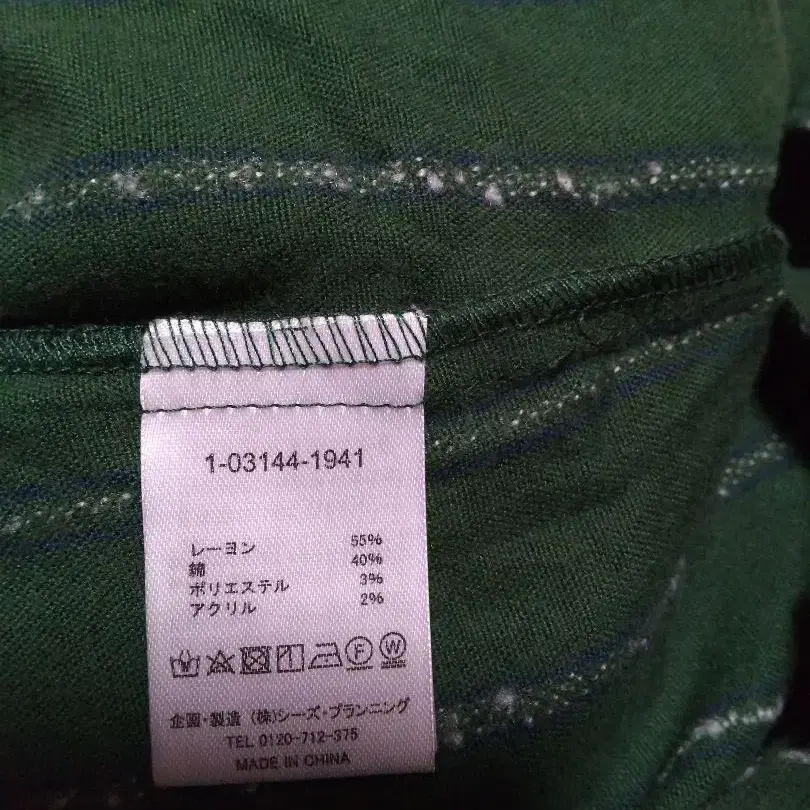 1-03144-1941
レーヨン 55%
綿 40%
ポリエステル 3%
アクリル 2%
F W
企画・製造 (株)シーズ・プランニング
TEL 0120-712-375
MADE IN CHINA